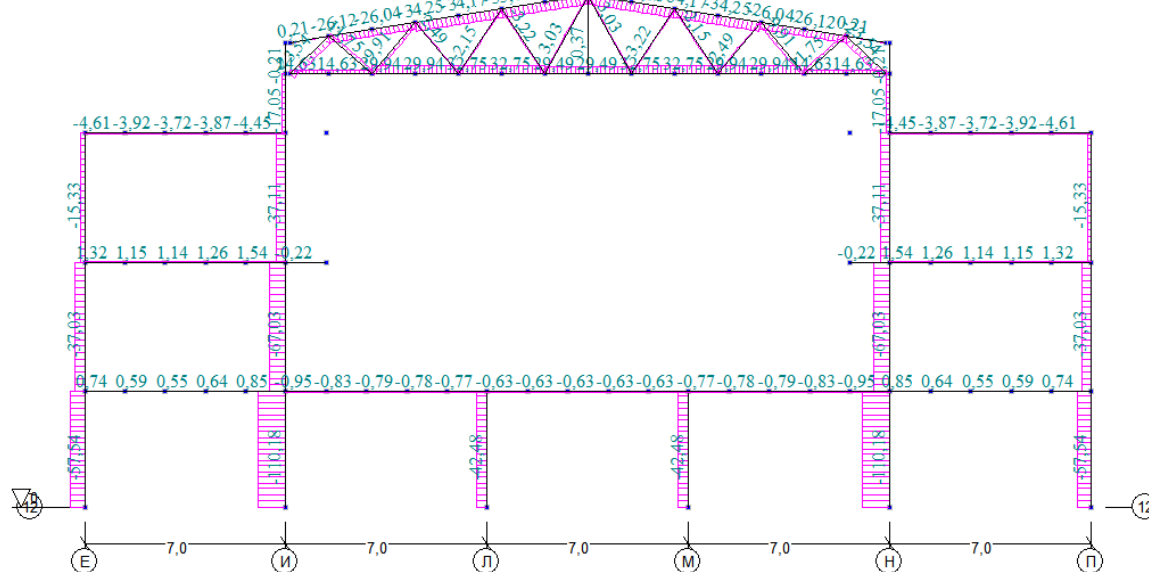 0,21 -26,12 -26,04 -34,25 -34,17 -34,25 -26,04 -26,12 0,21
9,91 2,15 3,22 3,03 0,37 3,03 3,22 2,15 2,49 1,75
14,63 14,63 29,94 29,94 32,75 32,75 29,49 29,49 32,75 29,94 29,94 14,63 14,63
-17,05 -0,21 -17,05 -0,21
-4,61 -3,92 -3,72 -3,87 -4,45 -4,45 -3,87 -3,72 -3,92 -4,61
-15,33 -37,11 -37,11 -15,33
1,32 1,15 1,14 1,26 1,54 -0,22 -0,22 1,54 1,26 1,14 1,15 1,32
-37,03 -67,03 -67,03 -37,03
0,74 0,59 0,55 0,64 0,85 -0,95 -0,83 -0,79 -0,78 -0,77 -0,63 -0,63 -0,63 -0,63 -0,63 -0,77 -0,78 -0,79 -0,83 -0,95 0,85 0,64 0,55 0,59 0,74
-57,54 -110,18 -42,48 -42,48 -110,18 -57,54
12 12
7,0 7,0 7,0 7,0 7,0
Е И Л М Н П